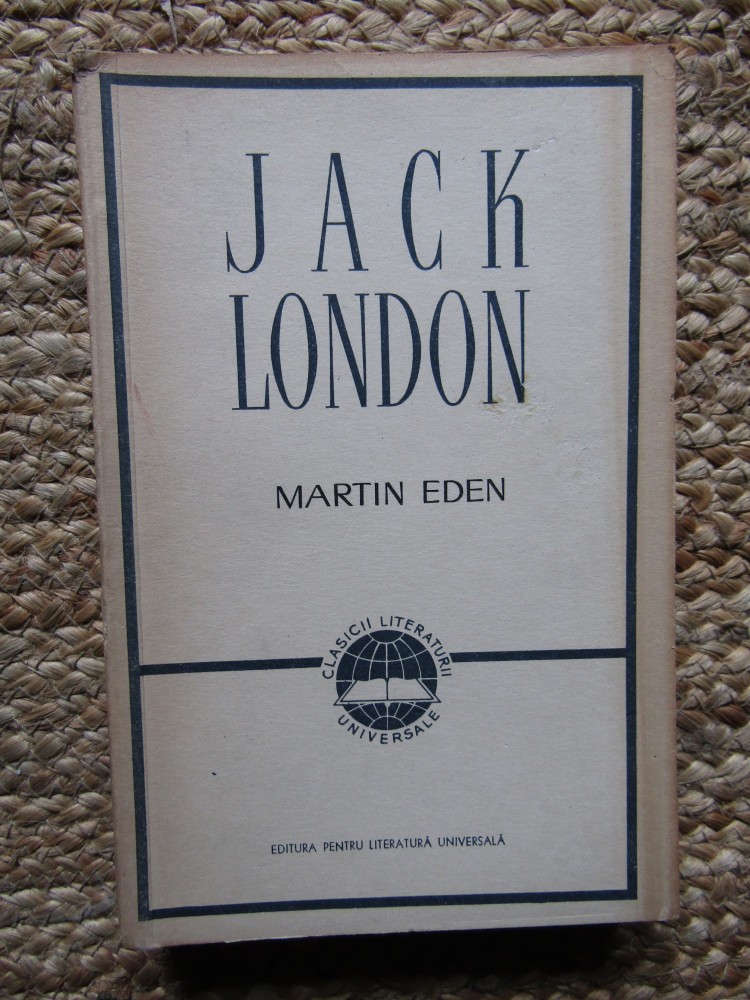 JACK
LONDON
MARTIN EDEN
CLASICII LITERATURII
UNIVERSALE
EDITURA PENTRU LITERATURĂ UNIVERSALĂ